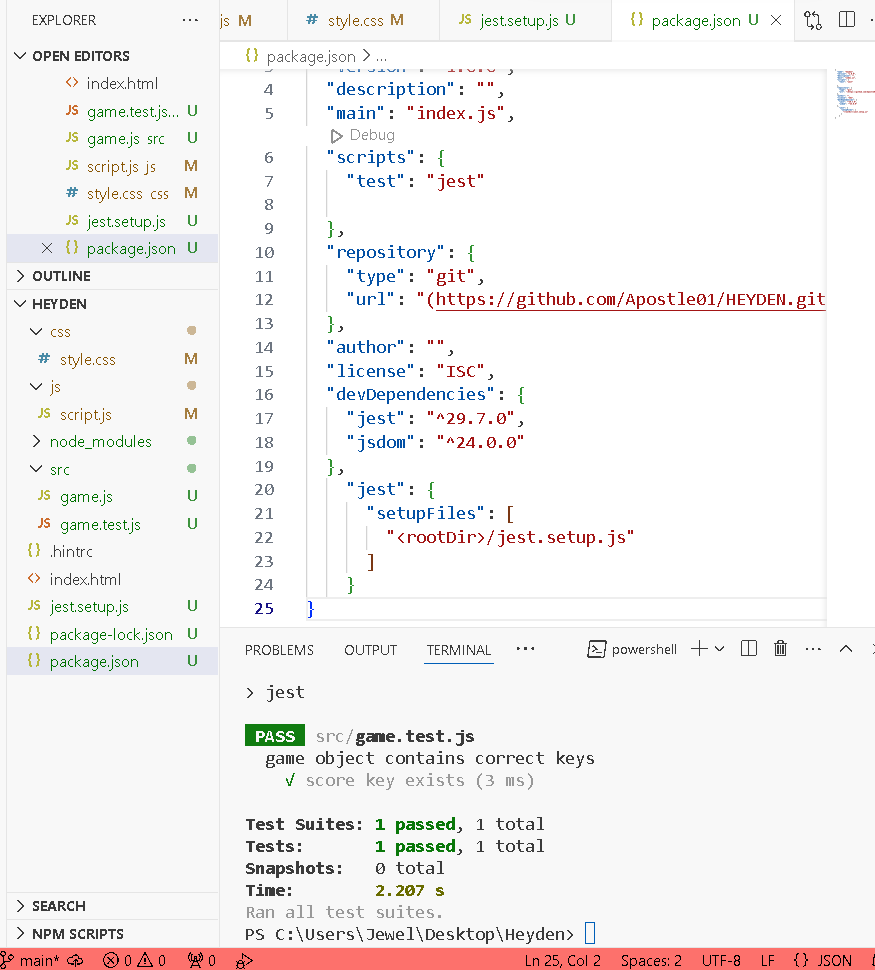 EXPLORER ...
OPEN EDITORS
<> index.html
JS game.test.js... U
JS game.js src U
JS script.js js M
# style.css css M
JS jest.setup.js U
{} package.json U
OUTLINE
HEYDEN
css
# style.css M
js
JS script.js M
node_modules
src
JS game.js U
JS game.test.js U
{} .hintrc
<> index.html
JS jest.setup.js U
{} package-lock.json U
{} package.json U
SEARCH
NPM SCRIPTS
js M # style.css M JS jest.setup.js U {} package.json U
{} package.json > ...
4 "description": "",
5 "main": "index.js",
Debug
6 "scripts": {
7 "test": "jest"
8
9 },
10 "repository": {
11 "type": "git",
12 "url": "(https://github.com/Apostle01/HEYDEN.git
13 },
14 "author": "",
15 "license": "ISC",
16 "devDependencies": {
17 "jest": "^29.7.0",
18 "jsdom": "^24.0.0"
19 },
20 "jest": {
21 "setupFiles": [
22 "<rootDir>/jest.setup.js"
23 ]
24 }
25 }
PROBLEMS OUTPUT TERMINAL ... powershell
> jest
PASS src/game.test.js
game object contains correct keys
√ score key exists (3 ms)
Test Suites: 1 passed, 1 total
Tests: 1 passed, 1 total
Snapshots: 0 total
Time: 2.207 s
Ran all test suites.
PS C:\Users\Jewel\Desktop\Heyden>
main* 0 0 0 Ln 25, Col 2 Spaces: 2 UTF-8 LF {} JSON